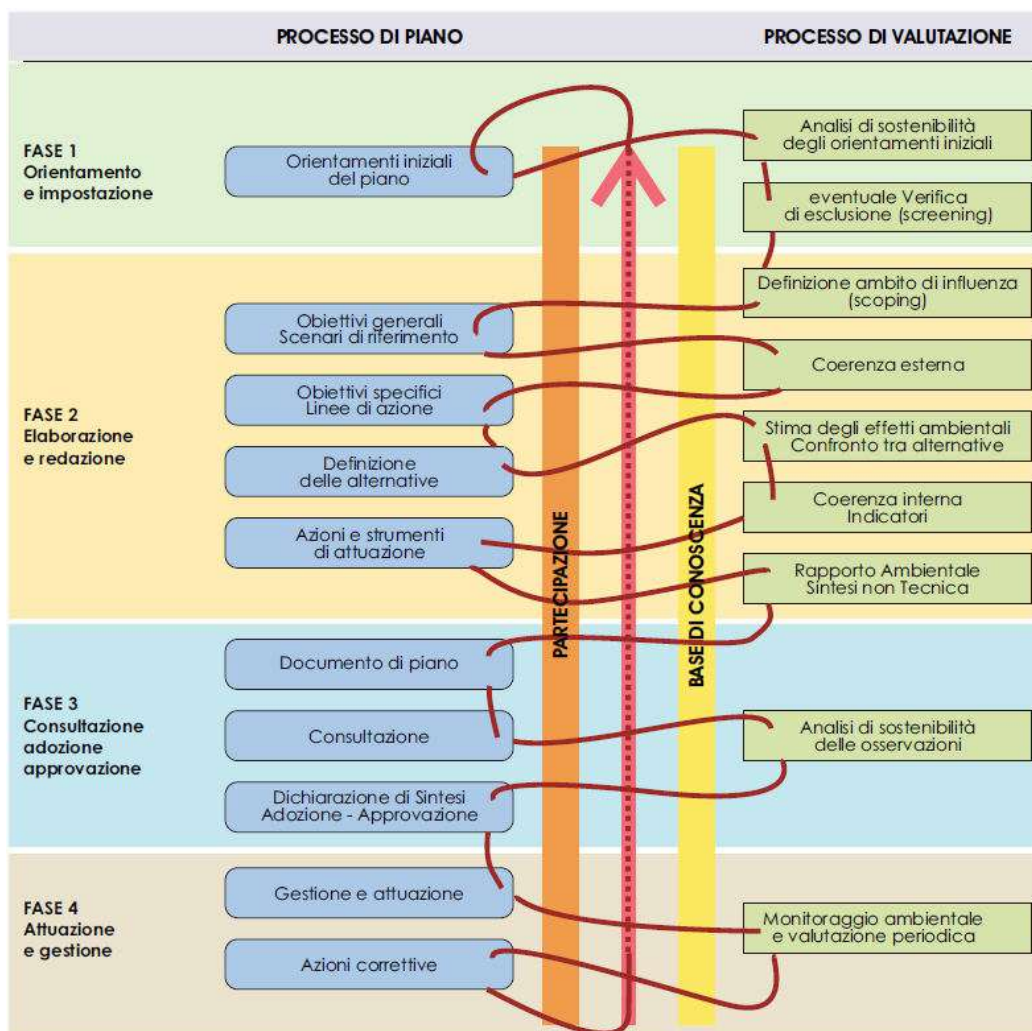 PROCESSO DI PIANO
PROCESSO DI VALUTAZIONE
FASE 1
Orientamento
e impostazione
Orientamenti iniziali
del piano
Analisi di sostenibilità
degli orientamenti iniziali
eventuale Verifica
di esclusione (screening)
FASE 2
Elaborazione
e redazione
Obiettivi generali
Scenari di riferimento
Obiettivi specifici
Linee di azione
Definizione
delle alternative
Azioni e strumenti
di attuazione
Definizione ambito di influenza
(scoping)
Coerenza esterna
Stima degli effetti ambientali
Confronto tra alternative
Coerenza interna
Indicatori
Rapporto Ambientale
Sintesi non Tecnica
PARTECIPAZIONE
BASE DI CONOSCENZA
FASE 3
Consultazione
adozione
approvazione
Documento di piano
Consultazione
Dichiarazione di Sintesi
Adozione - Approvazione
Analisi di sostenibilità
delle osservazioni
FASE 4
Attuazione
e gestione
Gestione e attuazione
Azioni correttive
Monitoraggio ambientale
e valutazione periodica